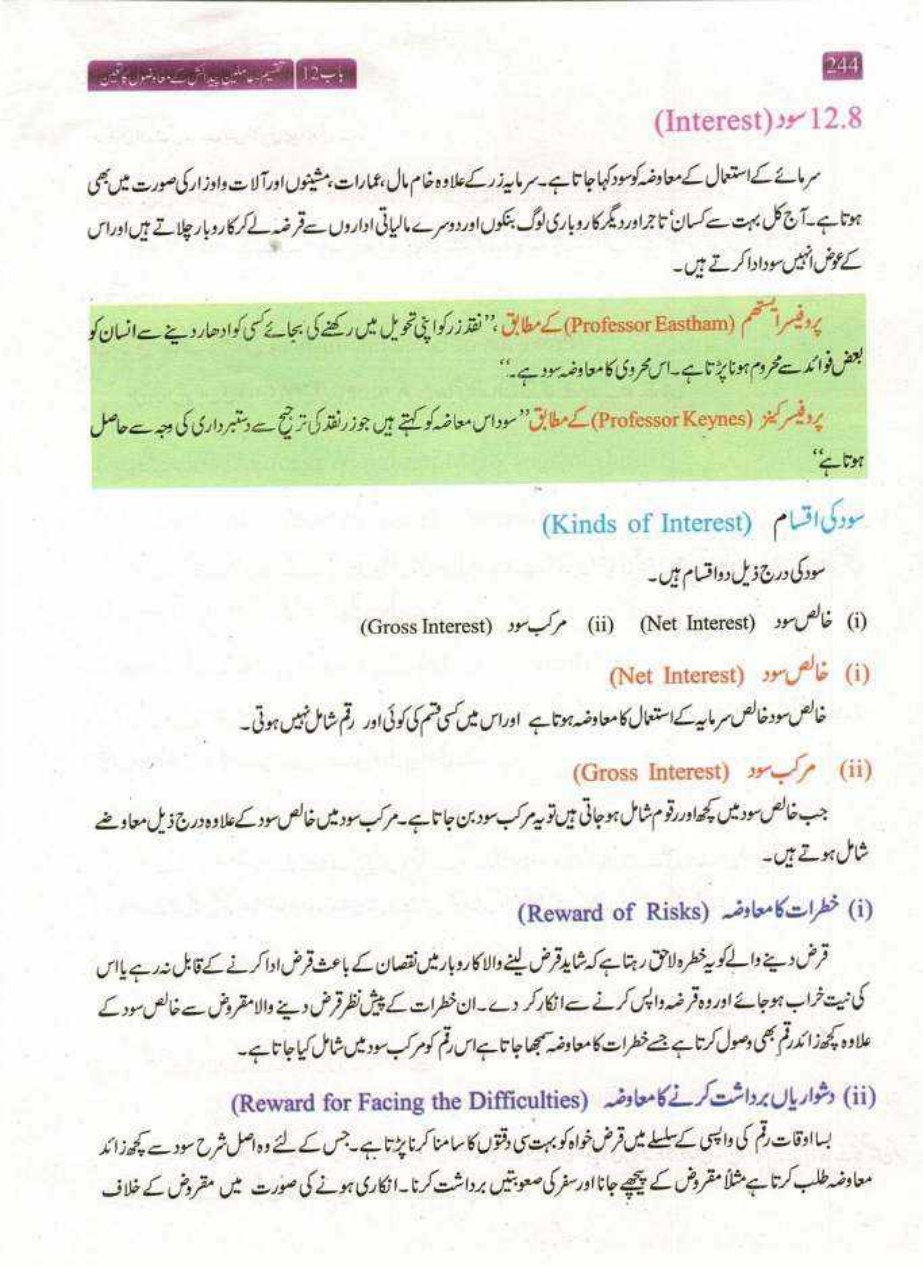 244
باب 12 تقسیم۔عاملین پیدائش کے معاوضوں کا تعین
12.8 سود (Interest)
سرمائے کے استعمال کے معاوضہ کو سود کہا جاتا ہے۔ سرمایہ زر کے علاوہ خام مال، عمارات، مشینوں اور آلات و اوزار کی صورت میں بھی
ہوتا ہے۔ آج کل بہت سے کسان’ تاجر اور دیگر کاروباری لوگ بنکوں اور دوسرے مالیاتی اداروں سے قرضہ لے کر کاروبار چلاتے ہیں اور اس
کے عوض انہیں سود ادا کرتے ہیں۔
پروفیسر ایستھم (Professor Eastham) کے مطابق ،’’نقد زر کو اپنی تحویل میں رکھنے کی بجائے کسی کو ادھار دینے سے انسان کو
بعض فوائد سے محروم ہونا پڑتا ہے۔ اس محرومی کا معاوضہ سود ہے۔‘‘
پروفیسر کینز (Professor Keynes) کے مطابق ’’سود اس معاضہ کو کہتے ہیں جو زر نقد کی ترجیح سے دستبرداری کی وجہ سے حاصل
ہوتا ہے‘‘
سود کی اقسام (Kinds of Interest)
سود کی درج ذیل دو اقسام ہیں۔
(i) خالص سود (Net Interest) (ii) مرکب سود (Gross Interest)
(i) خالص سود (Net Interest)
خالص سود خالص سرمایہ کے استعمال کا معاوضہ ہوتا ہے اور اس میں کسی قسم کی کوئی اور رقم شامل نہیں ہوتی۔
(ii) مرکب سود (Gross Interest)
جب خالص سود میں کچھ اور رقوم شامل ہو جاتی ہیں تو یہ مرکب سود بن جاتا ہے۔ مرکب سود میں خالص سود کے علاوہ درج ذیل معاوضے
شامل ہوتے ہیں۔
(i) خطرات کا معاوضہ (Reward of Risks)
قرض دینے والے کو یہ خطرہ لاحق رہتا ہے کہ شاید قرض لینے والا کاروبار میں نقصان کے باعث قرض ادا کرنے کے قابل نہ رہے یا اس
کی نیت خراب ہو جائے اور وہ قرضہ واپس کرنے سے انکار کر دے۔ ان خطرات کے پیش نظر قرض دینے والا مقروض سے خالص سود کے
علاوہ کچھ زائد رقم بھی وصول کرتا ہے جسے خطرات کا معاوضہ سمجھا جاتا ہے اس رقم کو مرکب سود میں شامل کیا جاتا ہے۔
(ii) دشواریاں برداشت کرنے کا معاوضہ (Reward for Facing the Difficulties)
بسا اوقات رقم کی واپسی کے سلسلے میں قرض خواہ کو بہت سی دقتوں کا سامنا کرنا پڑتا ہے۔ جس کے لئے وہ اصل شرح سود سے کچھ زائد
معاوضہ طلب کرتا ہے مثلاً مقروض کے پیچھے جانا اور سفر کی صعوبتیں برداشت کرنا۔ انکاری ہونے کی صورت میں مقروض کے خلاف